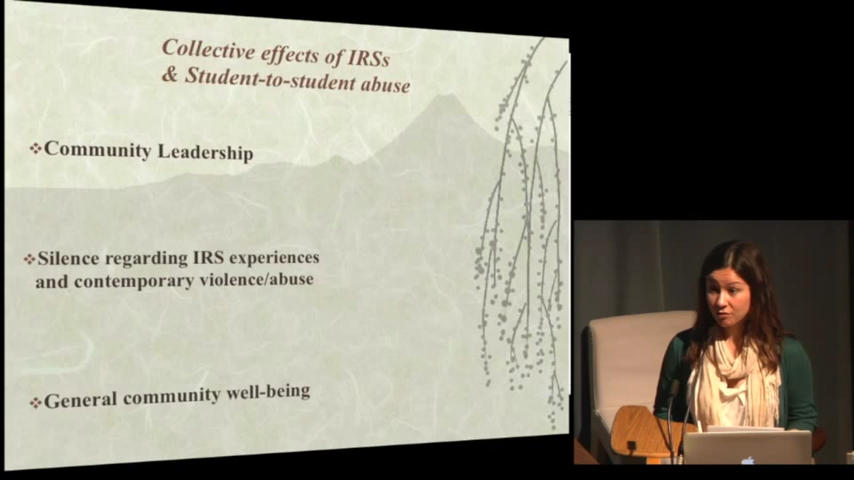 Collective effects of IRSs
& Student-to-student abuse
❖Community Leadership
❖Silence regarding IRS experiences
and contemporary violence/abuse
❖General community well-being